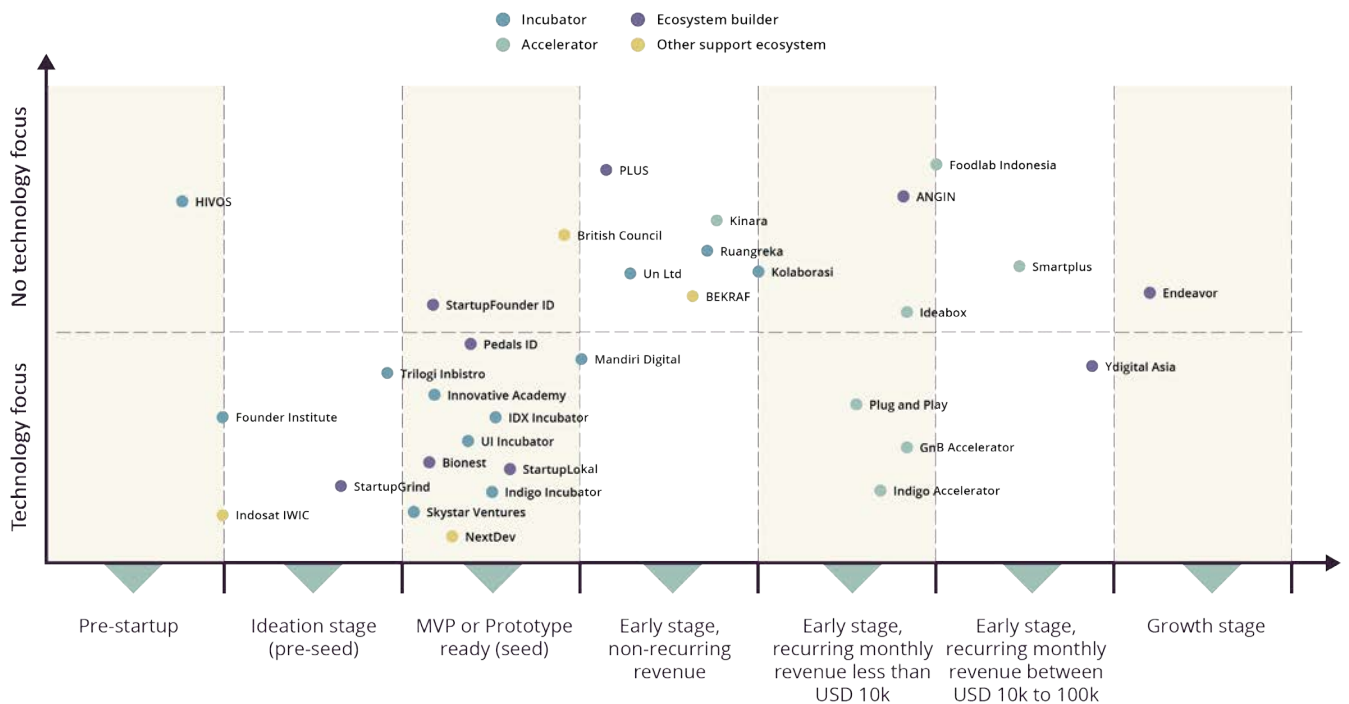 Incubator
Ecosystem builder
Accelerator
Other support ecosystem
No technology focus
Technology focus
PLUS
Foodlab Indonesia
HIVOS
ANGIN
Kinara
British Council
Ruangreka
Smartplus
Un Ltd
Kolaborasi
Endeavor
BEKRAF
StartupFounder ID
Ideabox
Pedals ID
Mandiri Digital
Ydigital Asia
Trilogi Inbistro
Innovative Academy
Plug and Play
Founder Institute
IDX Incubator
UI Incubator
GnB Accelerator
Bionest
StartupLokal
StartupGrind
Indigo Incubator
Indigo Accelerator
Skystar Ventures
Indosat IWIC
NextDev
Pre-startup
Ideation stage
(pre-seed)
MVP or Prototype
ready (seed)
Early stage,
non-recurring
revenue
Early stage,
recurring monthly
revenue less than
USD 10k
Early stage,
recurring monthly
revenue between
USD 10k to 100k
Growth stage